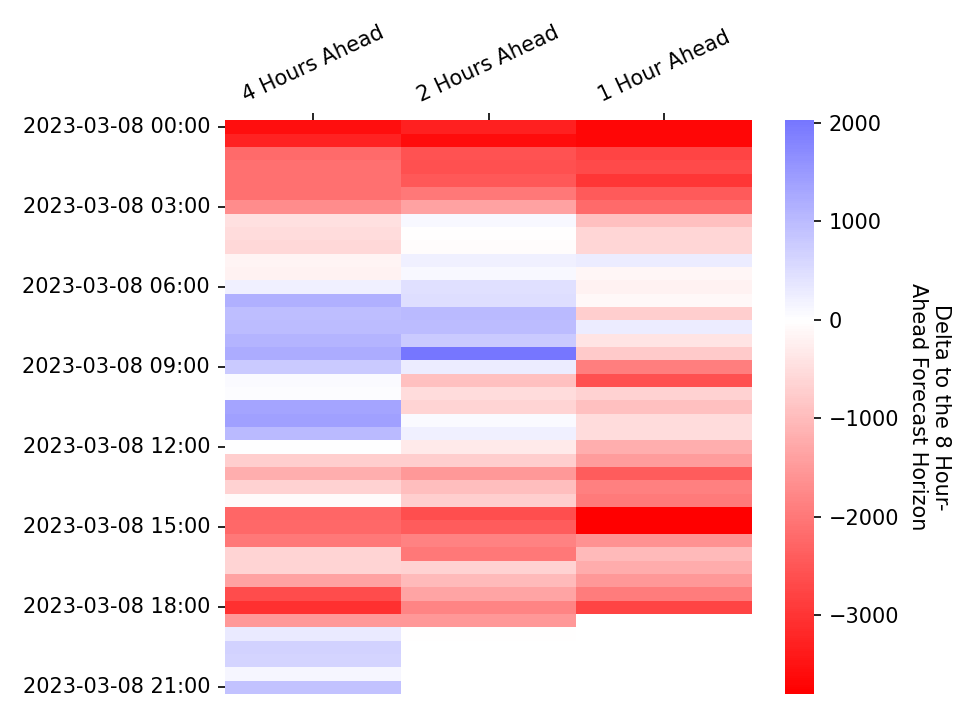 4 Hours Ahead
2 Hours Ahead
1 Hour Ahead
2023-03-08 00:00
2023-03-08 03:00
2023-03-08 06:00
2023-03-08 09:00
2023-03-08 12:00
2023-03-08 15:00
2023-03-08 18:00
2023-03-08 21:00
2000
1000
0
−1000
−2000
−3000
Delta to the 8 Hour-
Ahead Forecast Horizon